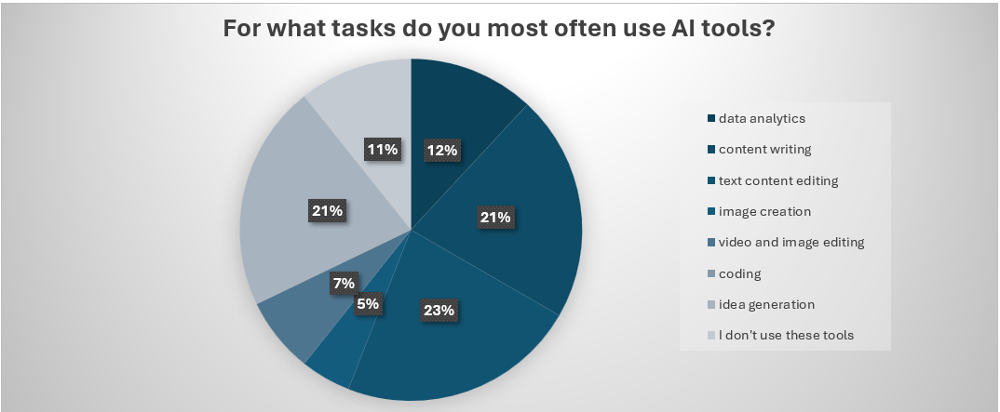 For what tasks do you most often use AI tools?
11%
12%
21%
21%
7%
5%
23%
data analytics
content writing
text content editing
image creation
video and image editing
coding
idea generation
I don't use these tools